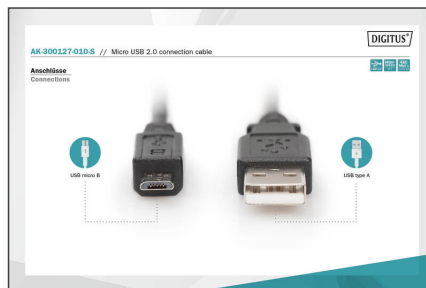 DIGITUS®
AK-300127-010-S // Micro USB 2.0 connection cable
Anschlüsse
Connections
USB micro B
USB type A